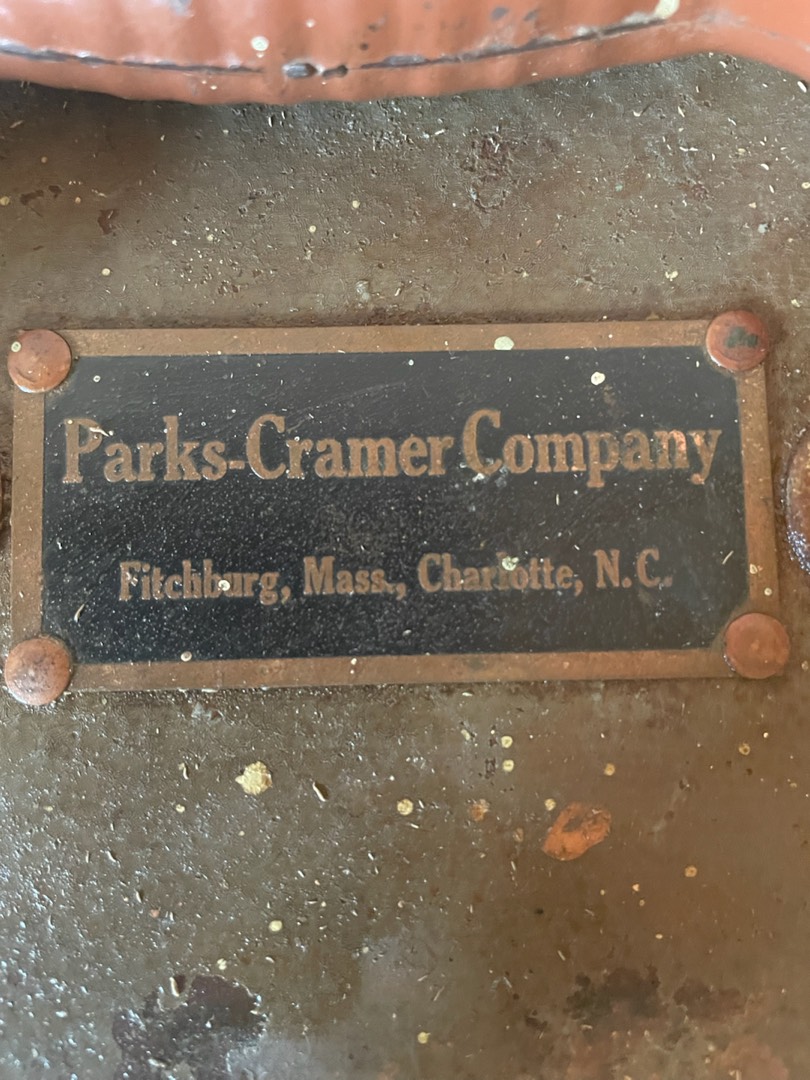 Parks-Cramer Company
Fitchburg, Mass., Charlotte, N.C.